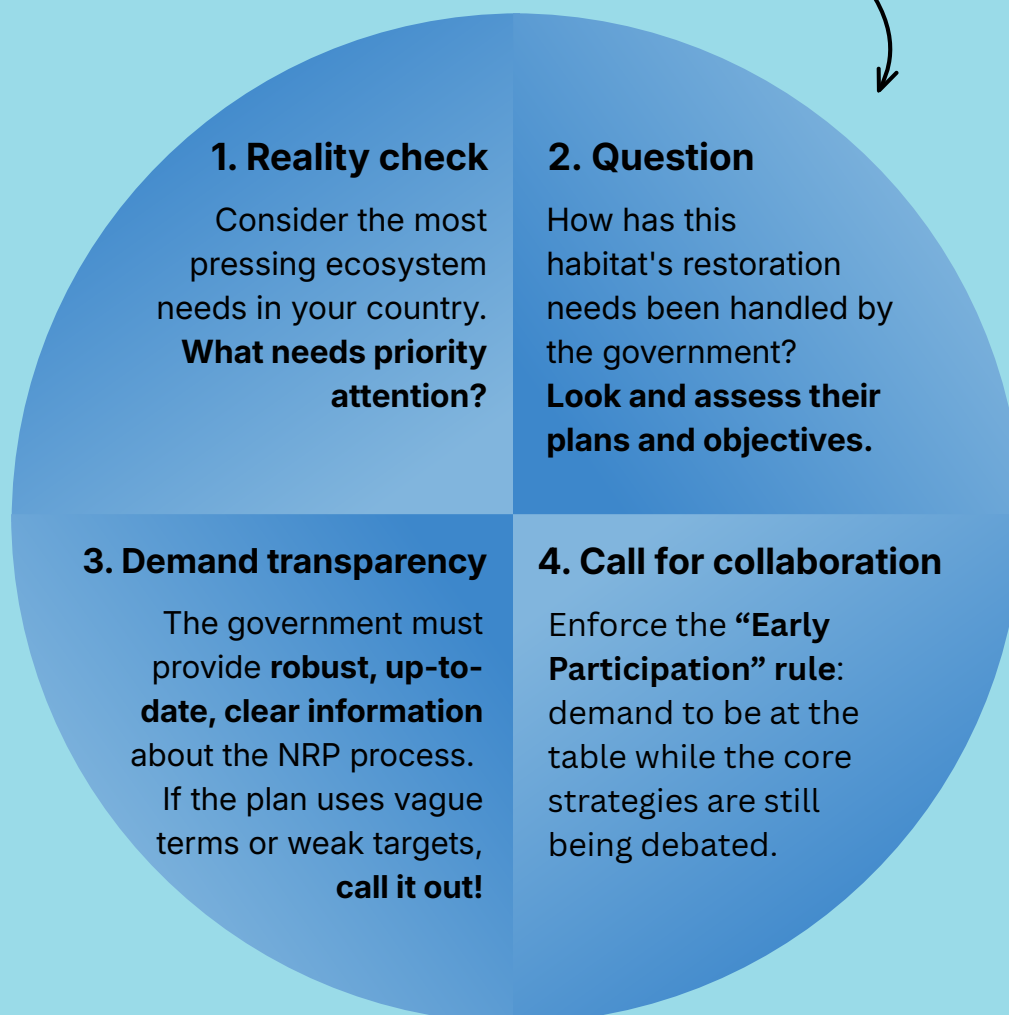 1. Reality check
Consider the most
pressing ecosystem
needs in your country.
What needs priority
attention?
2. Question
How has this
habitat's restoration
needs been handled by
the government?
Look and assess their
plans and objectives.
3. Demand transparency
The government must
provide robust, up-to-
date, clear information
about the NRP process.
If the plan uses vague
terms or weak targets,
call it out!
4. Call for collaboration
Enforce the “Early
Participation” rule:
demand to be at the
table while the core
strategies are still
being debated.